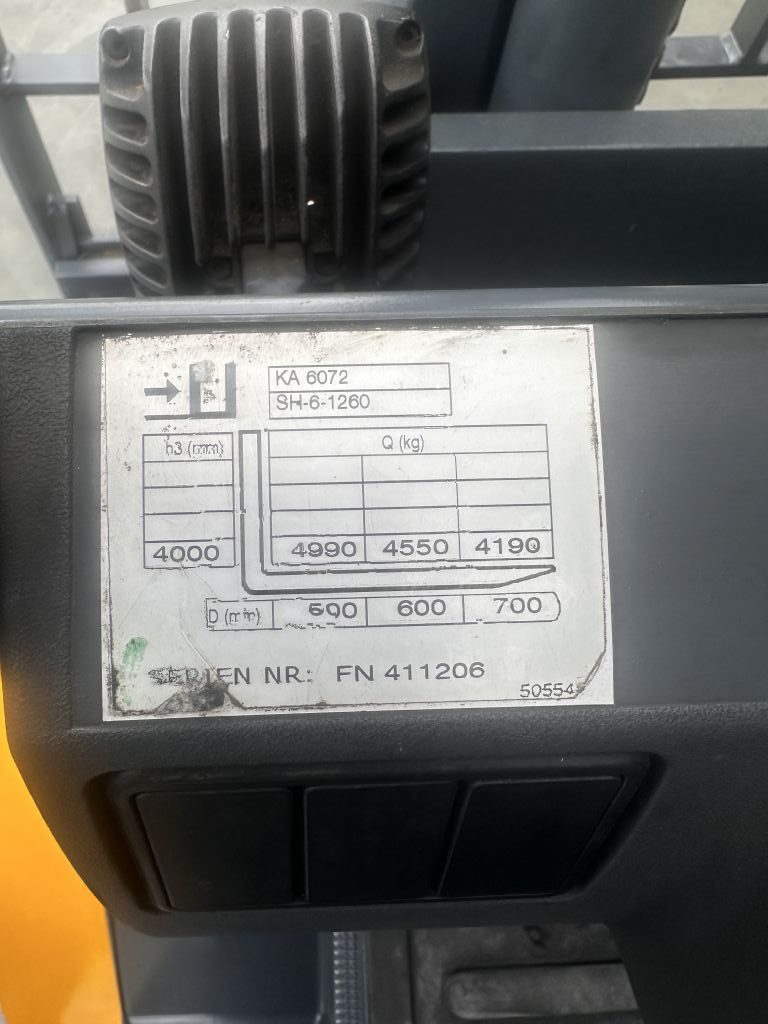 KA 6072
SH-6-1260
h3 (mm) Q (kg)
4000 4990 4550 4190
D (mm) 500 600 700
SERIEN NR.: FN 411206
50554